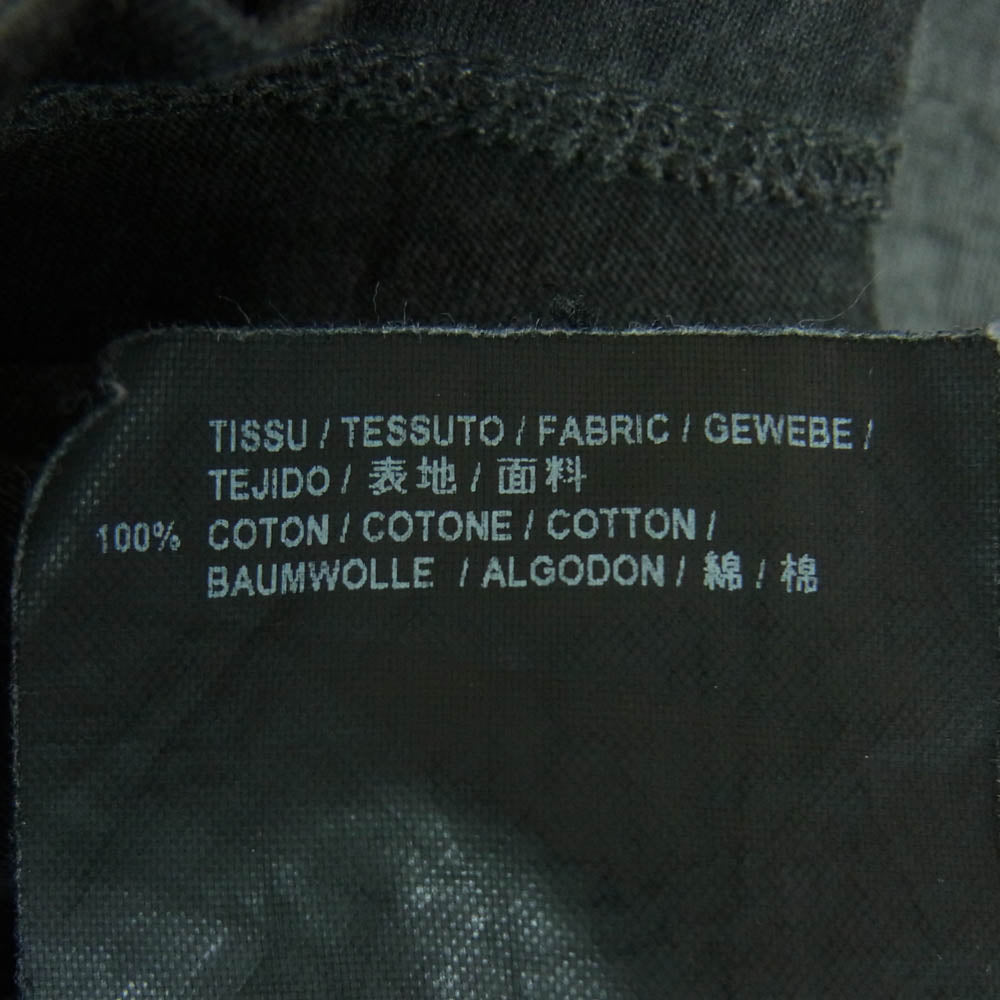 TISSU / TESSUTO / FABRIC / GEWEBE /
TEJIDO / 表地 / 面料
100% COTON / COTONE / COTTON /
BAUMWOLLE / ALGODON / 綿 / 棉